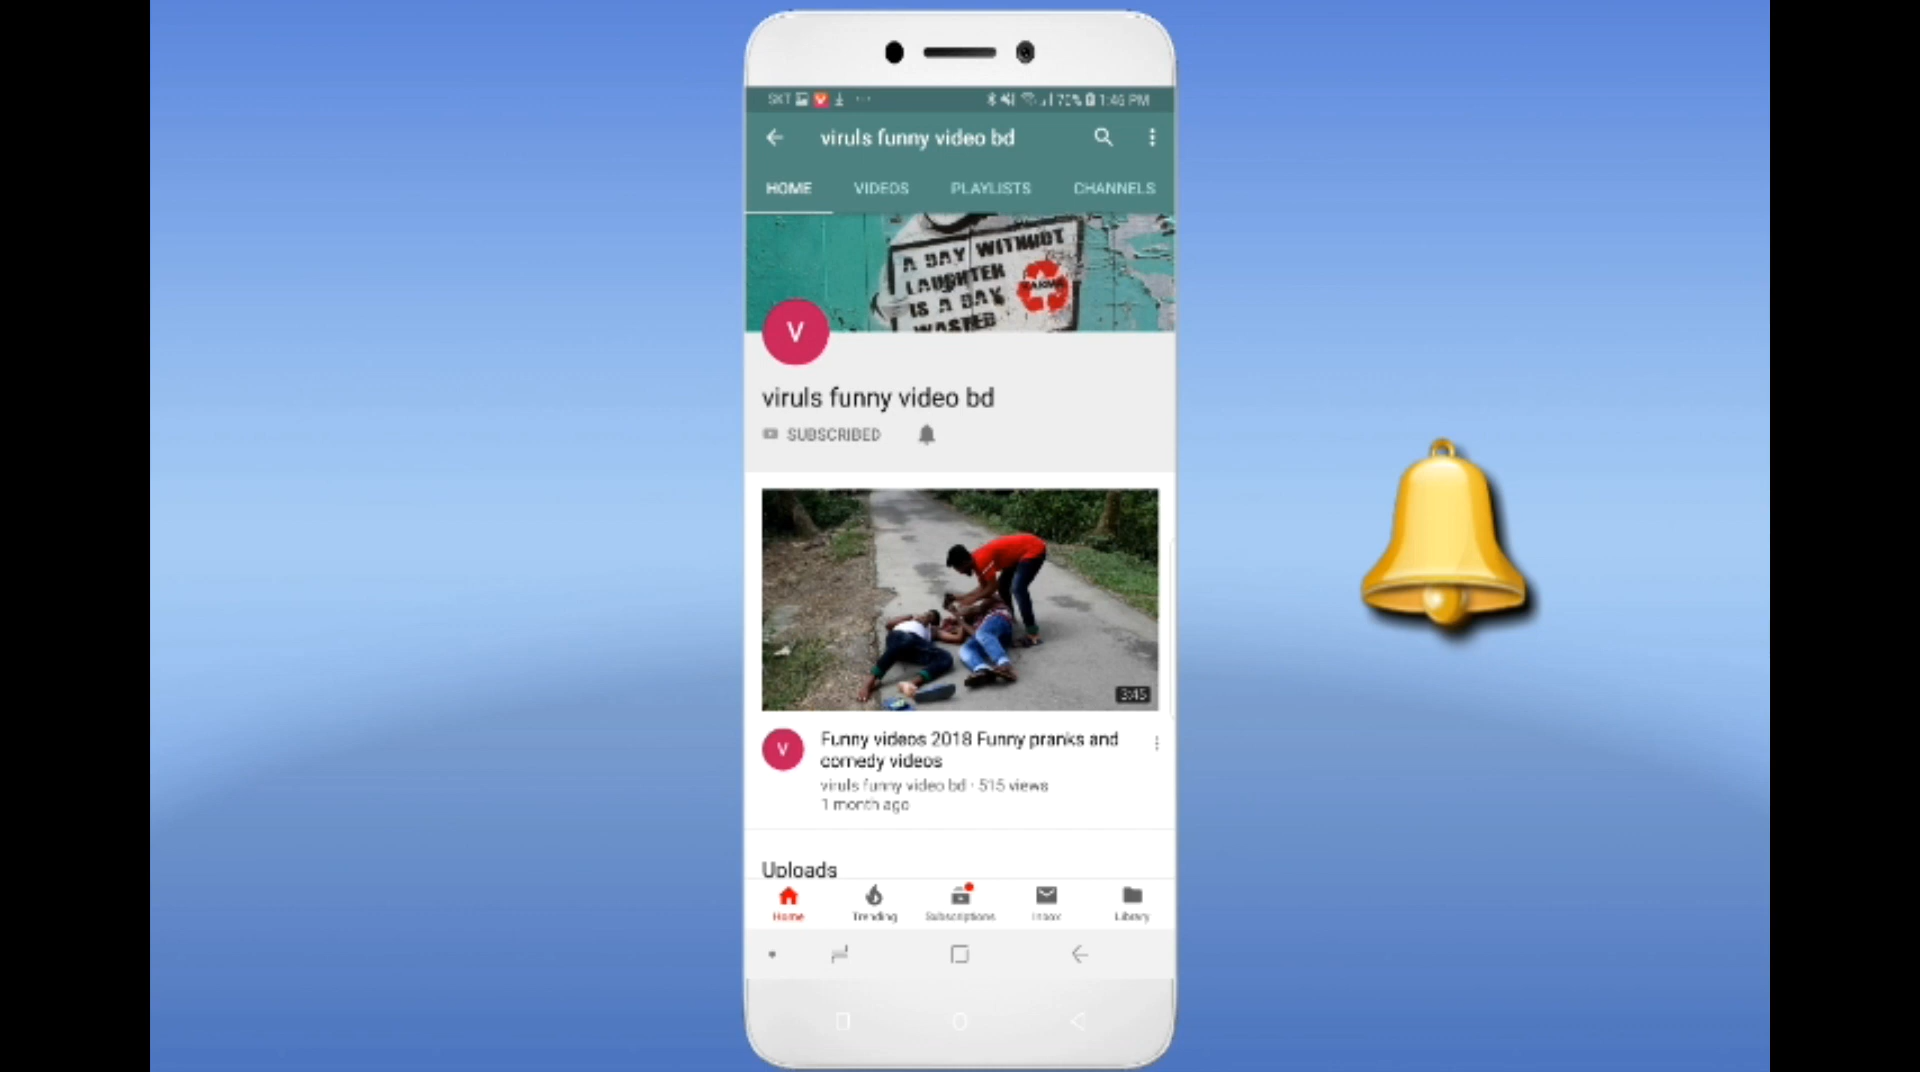 SKT 70% 1:46 PM
viruls funny video bd
HOME VIDEOS PLAYLISTS CHANNELS
A DAY WITHOUT
LAUGHTER
IS A DAY
WASTED
V
viruls funny video bd
SUBSCRIBED
3:45
V
Funny videos 2018 Funny pranks and
comedy videos
viruls funny video bd · 515 views
1 month ago
Uploads
Home Trending Subscriptions Inbox Library